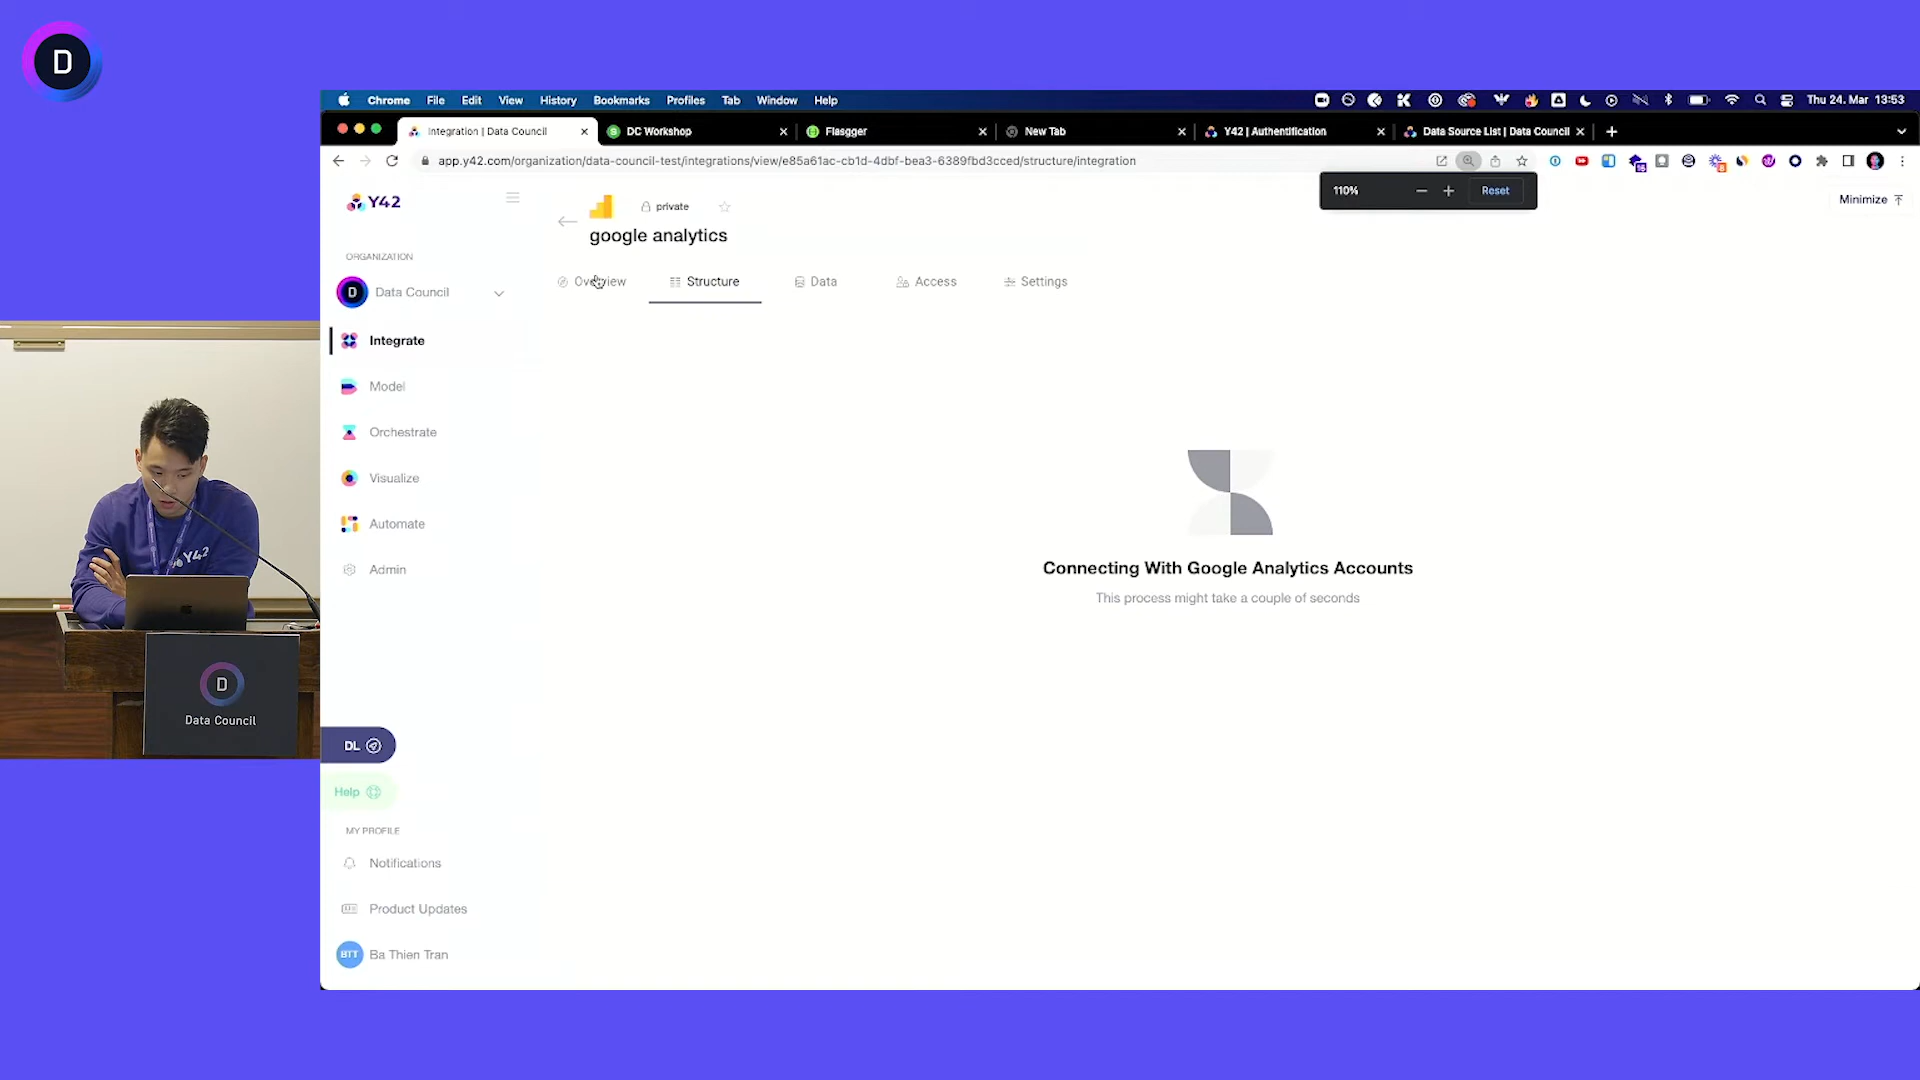 D
Chrome File Edit View History Bookmarks Profiles Tab Window Help Thu 24. Mar 13:53
Integration | Data Council DC Workshop Flasgger New Tab Y42 | Authentification Data Source List | Data Council
app.y42.com/organization/data-council-test/integrations/view/e85a61ac-cb1d-4dbf-bea3-6389fbd3cced/structure/integration
110% Reset
Minimize
Y42
private
google analytics
ORGANIZATION
D Data Council
Overview Structure Data Access Settings
Integrate
Model
Orchestrate
Visualize
Automate
Admin
Connecting With Google Analytics Accounts
This process might take a couple of seconds
DL
Help
MY PROFILE
Notifications
Product Updates
BTT Ba Thien Tran
Y42
D
Data Council